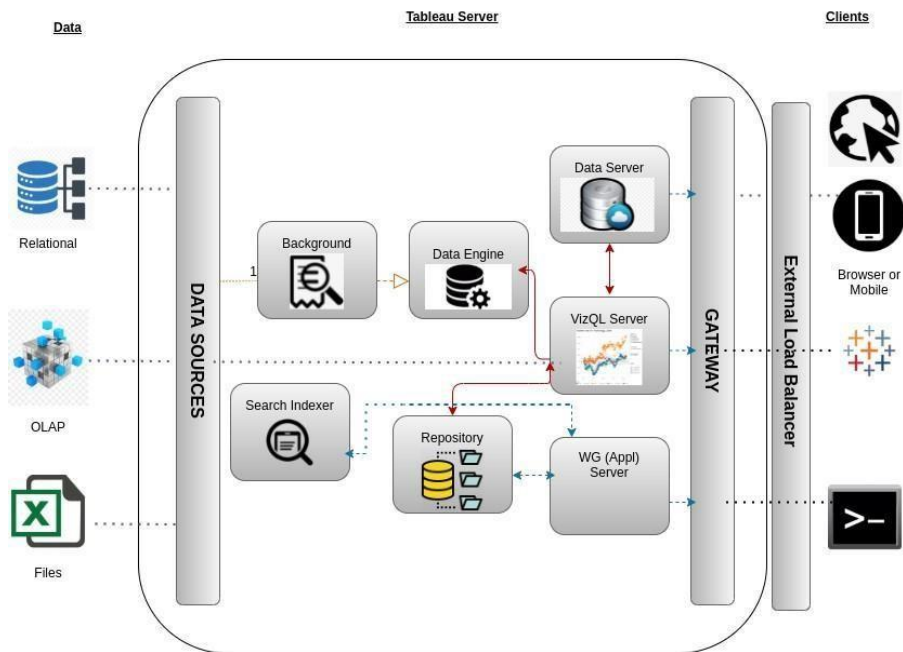 Data
Tableau Server
Clients
Relational
OLAP
Files
DATA SOURCES
1
Background
Data Engine
Data Server
VizQL Server
Search Indexer
Repository
WG (Appl)
Server
GATEWAY
External Load Balancer
Browser or
Mobile